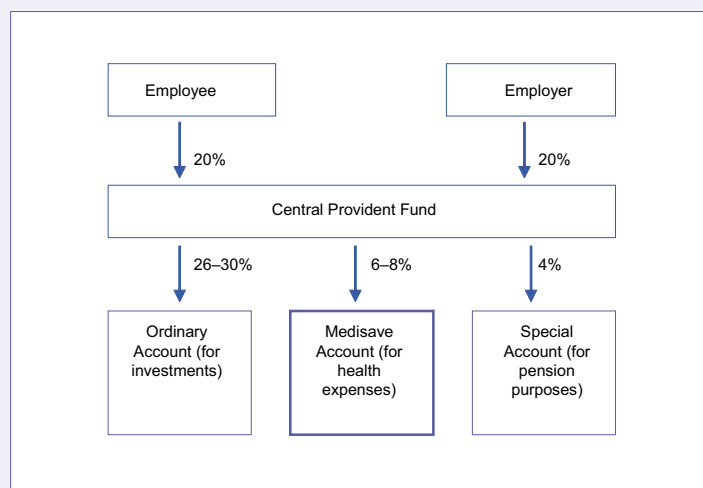 Employee
Employer
20%
20%
Central Provident Fund
26–30%
6–8%
4%
Ordinary
Account (for
investments)
Medisave
Account (for
health
expenses)
Special
Account (for
pension
purposes)